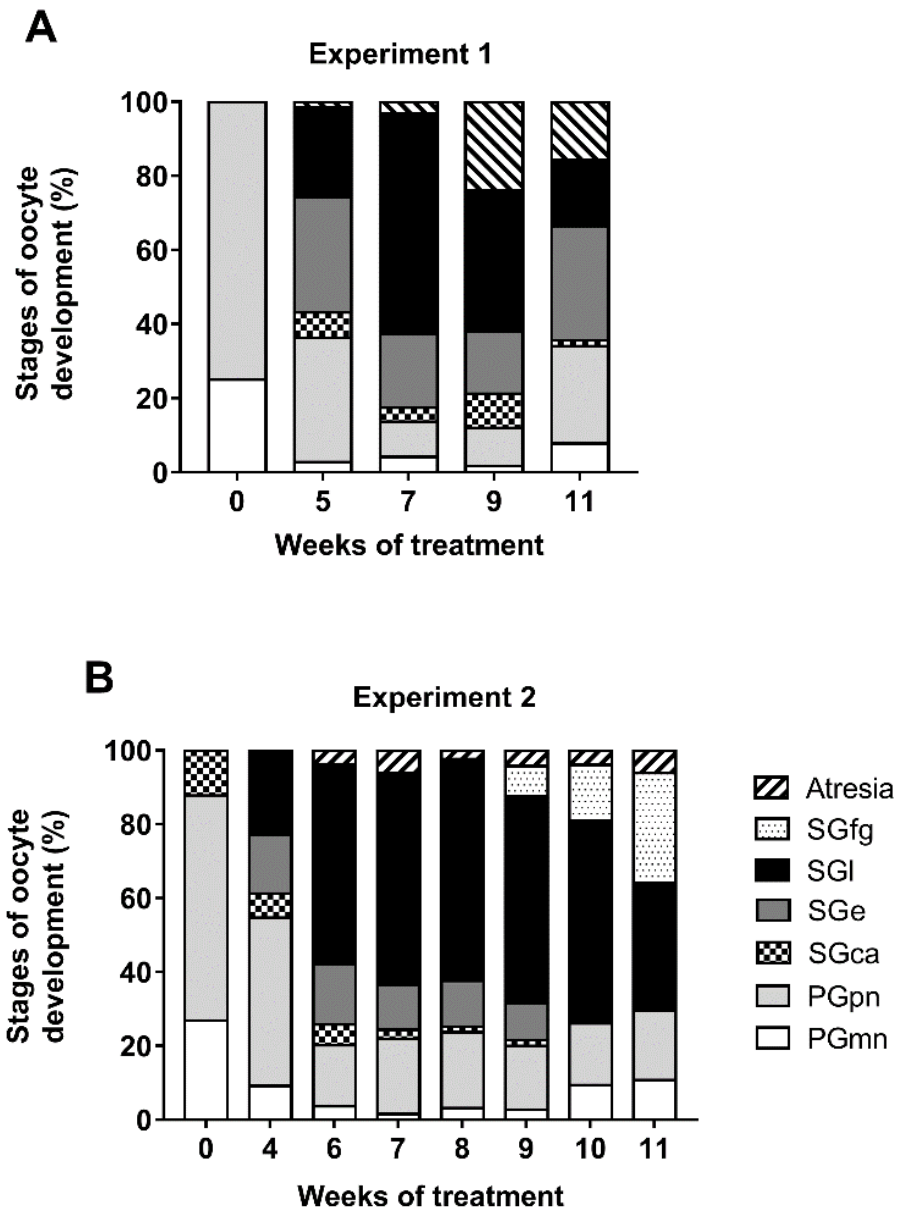 A
Experiment 1
Stages of oocyte
development (%)
100
80
60
40
20
0
0 5 7 9 11
Weeks of treatment
B
Experiment 2
Stages of oocyte
development (%)
100
80
60
40
20
0
0 4 6 7 8 9 10 11
Weeks of treatment
Atresia
SGfg
SGl
SGe
SGca
PGpn
PGmn